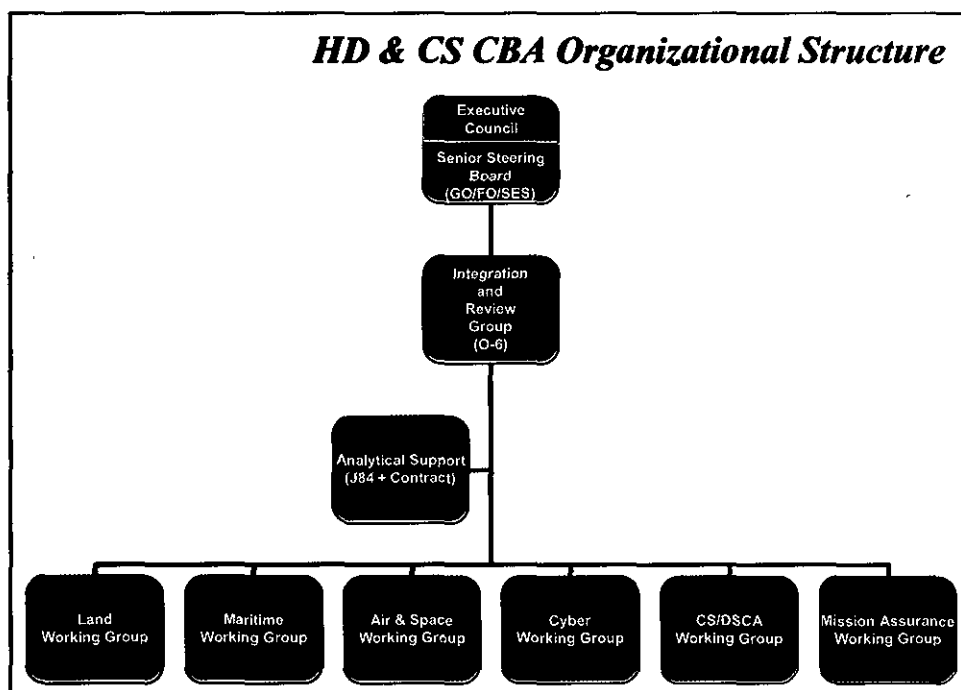 HD & CS CBA Organizational Structure
Executive
Council
Senior Steering
Board
(GO/FO/SES)
Integration
and
Review
Group
(O-6)
Analytical Support
(J84 + Contract)
Land
Working Group
Maritime
Working Group
Air & Space
Working Group
Cyber
Working Group
CS/DSCA
Working Group
Mission Assurance
Working Group